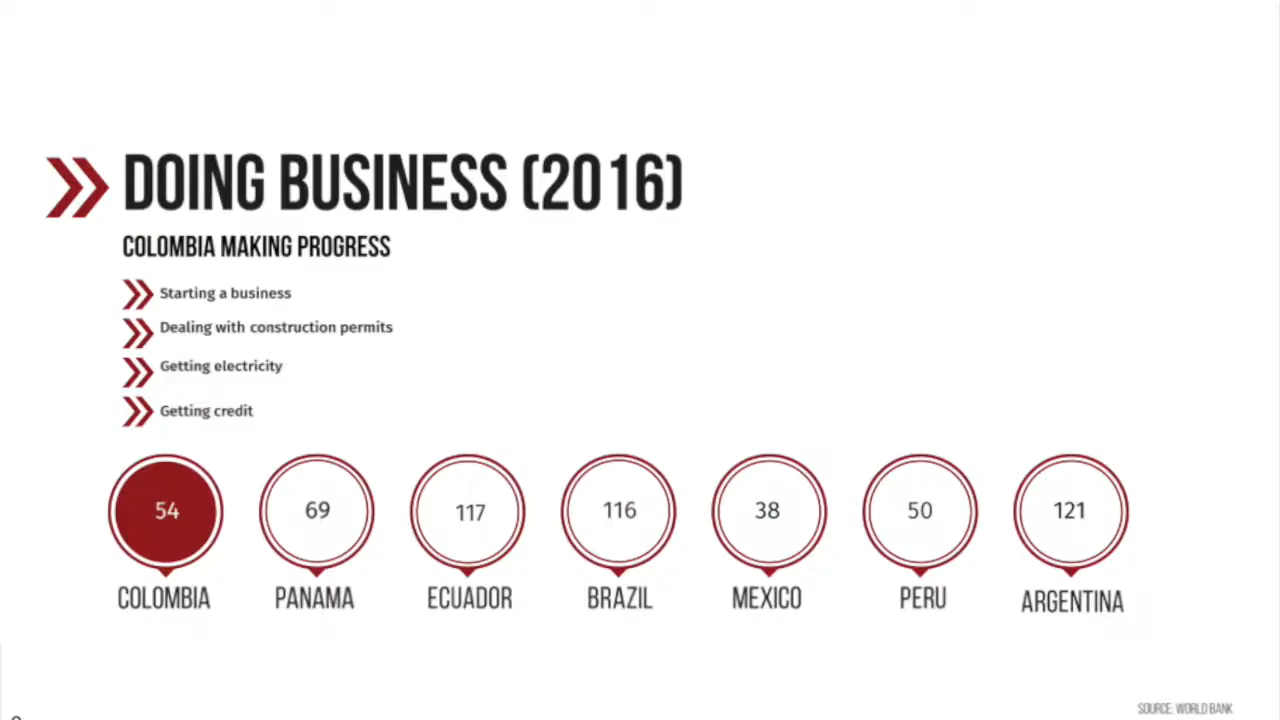 DOING BUSINESS (2016)
COLOMBIA MAKING PROGRESS
Starting a business
Dealing with construction permits
Getting electricity
Getting credit
54 69 117 116 38 50 121
COLOMBIA PANAMA ECUADOR BRAZIL MEXICO PERU ARGENTINA
SOURCE: WORLD BANK